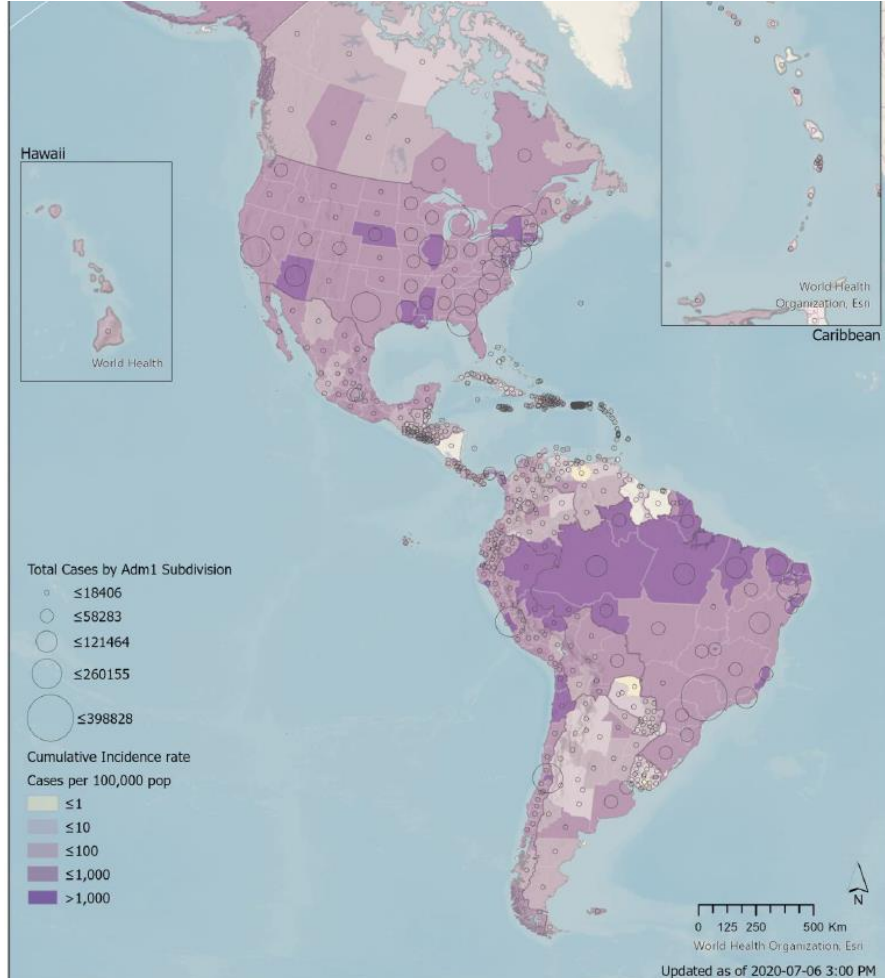 Hawaii
World Health
World Health
Organization, Esri
Caribbean
Total Cases by Adm1 Subdivision
≤18406
≤58283
≤121464
≤260155
≤398828
Cumulative Incidence rate
Cases per 100,000 pop
≤1
≤10
≤100
≤1,000
>1,000
N
0 125 250 500 Km
World Health Organization, Esri
Updated as of 2020-07-06 3:00 PM